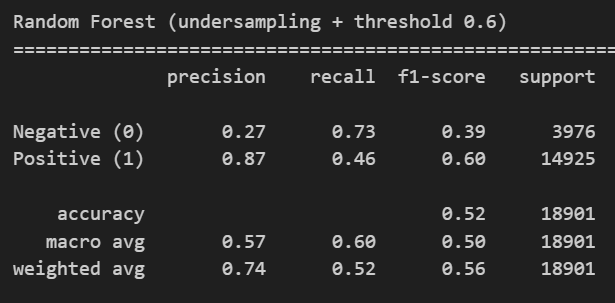 Random Forest (undersampling + threshold 0.6)
============================================================
precision recall f1-score support
Negative (0) 0.27 0.73 0.39 3976
Positive (1) 0.87 0.46 0.60 14925
accuracy 0.52 18901
macro avg 0.57 0.60 0.50 18901
weighted avg 0.74 0.52 0.56 18901